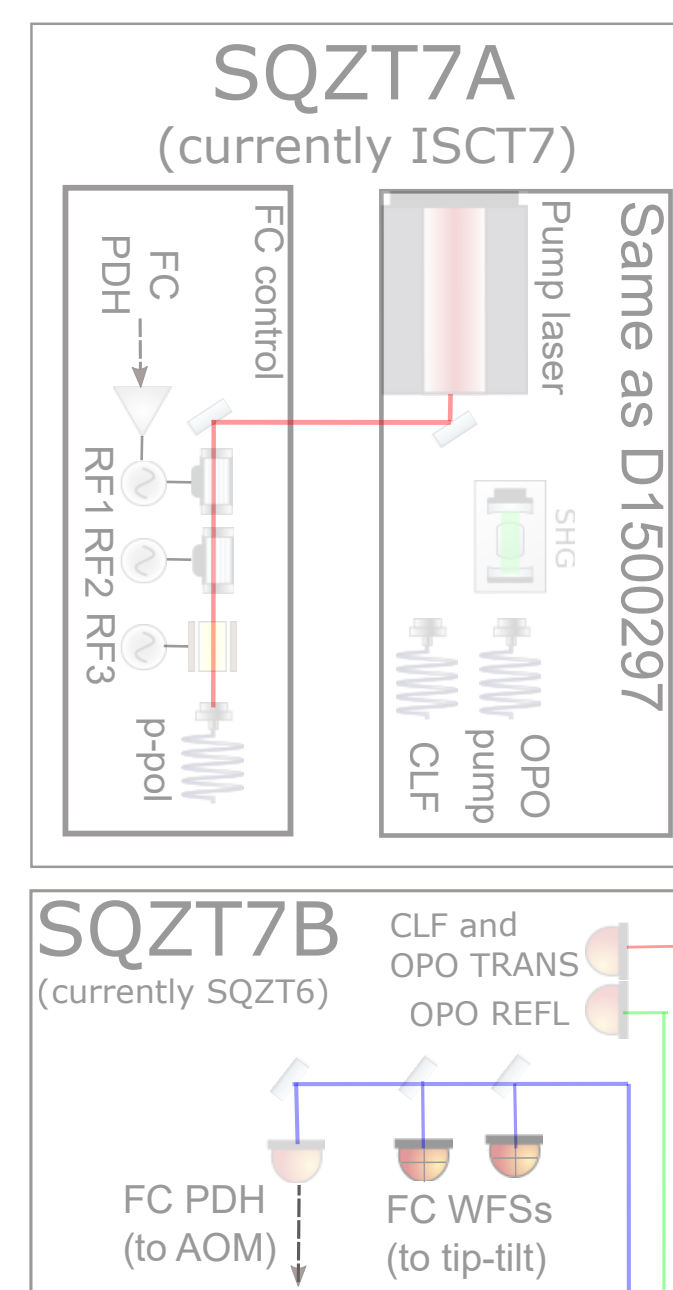 SQZT7A
(currently ISCT7)
FC control
FC
PDH
RF1
RF2
RF3
p-pol
Same as D1500297
Pump laser
SHG
OPO
pump
CLF
SQZT7B
(currently SQZT6)
CLF and
OPO TRANS
OPO REFL
FC PDH
(to AOM)
FC WFSs
(to tip-tilt)